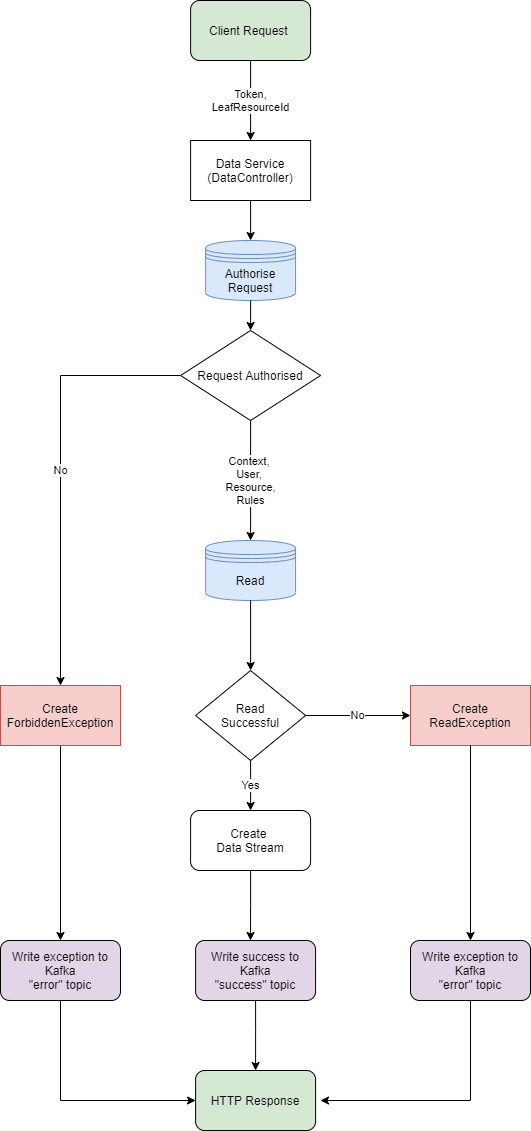 Client Request
Token,
LeafResourceId
Data Service
(DataController)
Authorise
Request
Request Authorised
No
Context,
User,
Resource,
Rules
Read
Create
ForbiddenException
Read
Successful
No
Create
ReadException
Yes
Create
Data Stream
Write exception to
Kafka
"error" topic
Write success to
Kafka
"success" topic
Write exception to
Kafka
"error" topic
HTTP Response